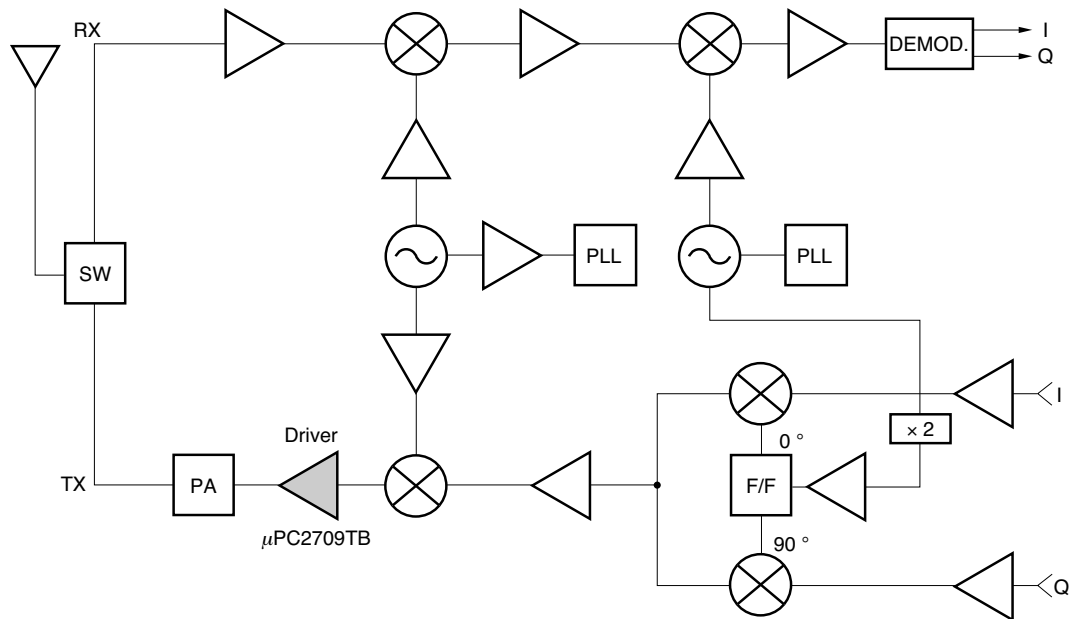 RX
DEMOD.
I
Q
SW
PLL
PLL
I
× 2
0 °
Driver
TX
PA
F/F
µPC2709TB
90 °
Q